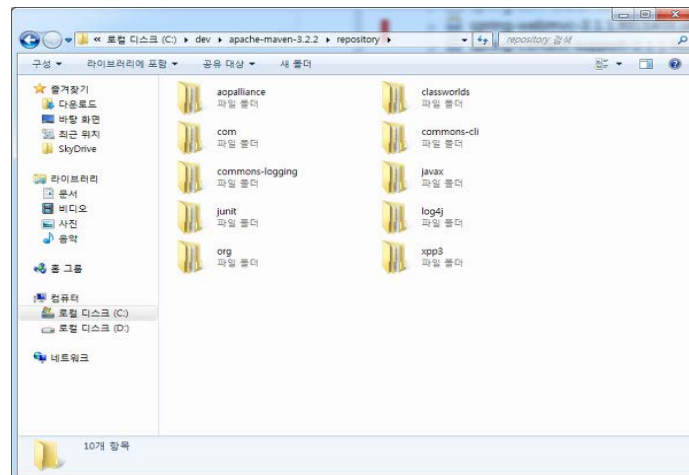 « 로컬 디스크 (C:) ▸ dev ▸ apache-maven-3.2.2 ▸ repository ▸
repository 검색
구성 ▾ 라이브러리에 포함 ▾ 공유 대상 ▾ 새 폴더
즐겨찾기
다운로드
바탕 화면
최근 위치
SkyDrive
라이브러리
문서
비디오
사진
음악
홈 그룹
컴퓨터
로컬 디스크 (C:)
로컬 디스크 (D:)
네트워크
aopalliance
파일 폴더
classworlds
파일 폴더
com
파일 폴더
commons-cli
파일 폴더
commons-logging
파일 폴더
javax
파일 폴더
junit
파일 폴더
log4j
파일 폴더
org
파일 폴더
xpp3
파일 폴더
10개 항목